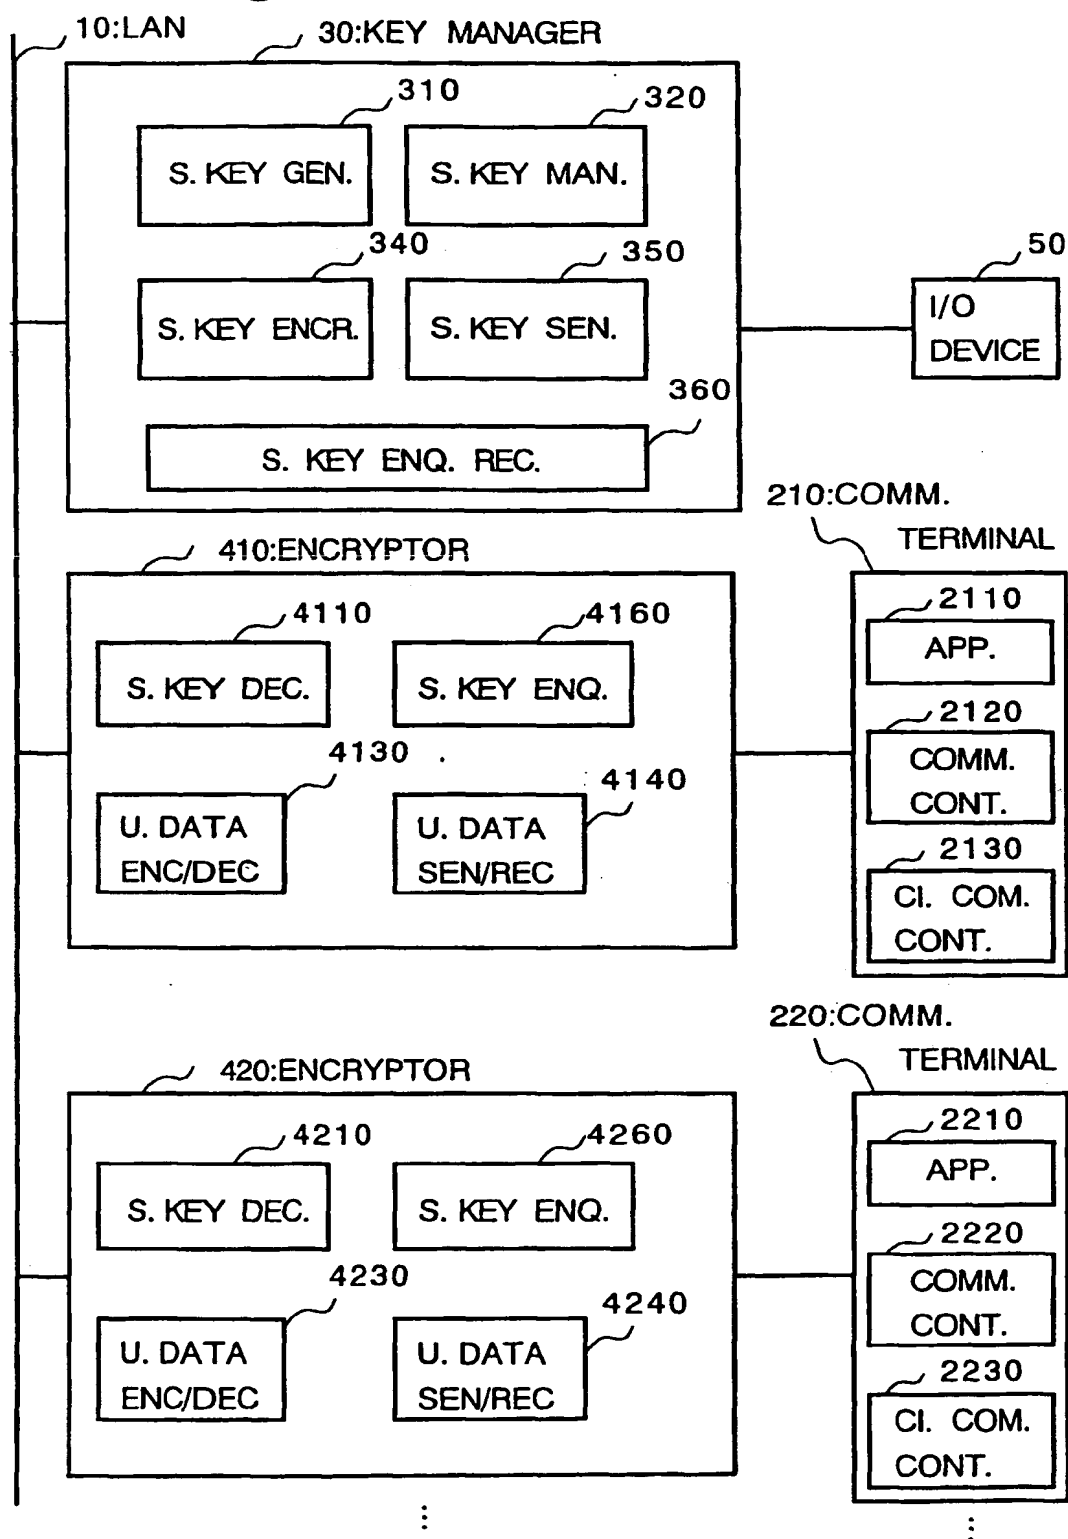 10:LAN
30:KEY MANAGER
310
320
S. KEY GEN.
S. KEY MAN.
340
350
50
S. KEY ENCR.
S. KEY SEN.
I/O
DEVICE
360
S. KEY ENQ. REC.
210:COMM.
TERMINAL
410:ENCRYPTOR
4110
4160
2110
S. KEY DEC.
S. KEY ENQ.
APP.
2120
4130
4140
COMM.
CONT.
U. DATA
ENC/DEC
U. DATA
SEN/REC
2130
CI. COM.
CONT.
220:COMM.
TERMINAL
420:ENCRYPTOR
4210
4260
2210
S. KEY DEC.
S. KEY ENQ.
APP.
2220
4230
4240
COMM.
CONT.
U. DATA
ENC/DEC
U. DATA
SEN/REC
2230
CI. COM.
CONT.